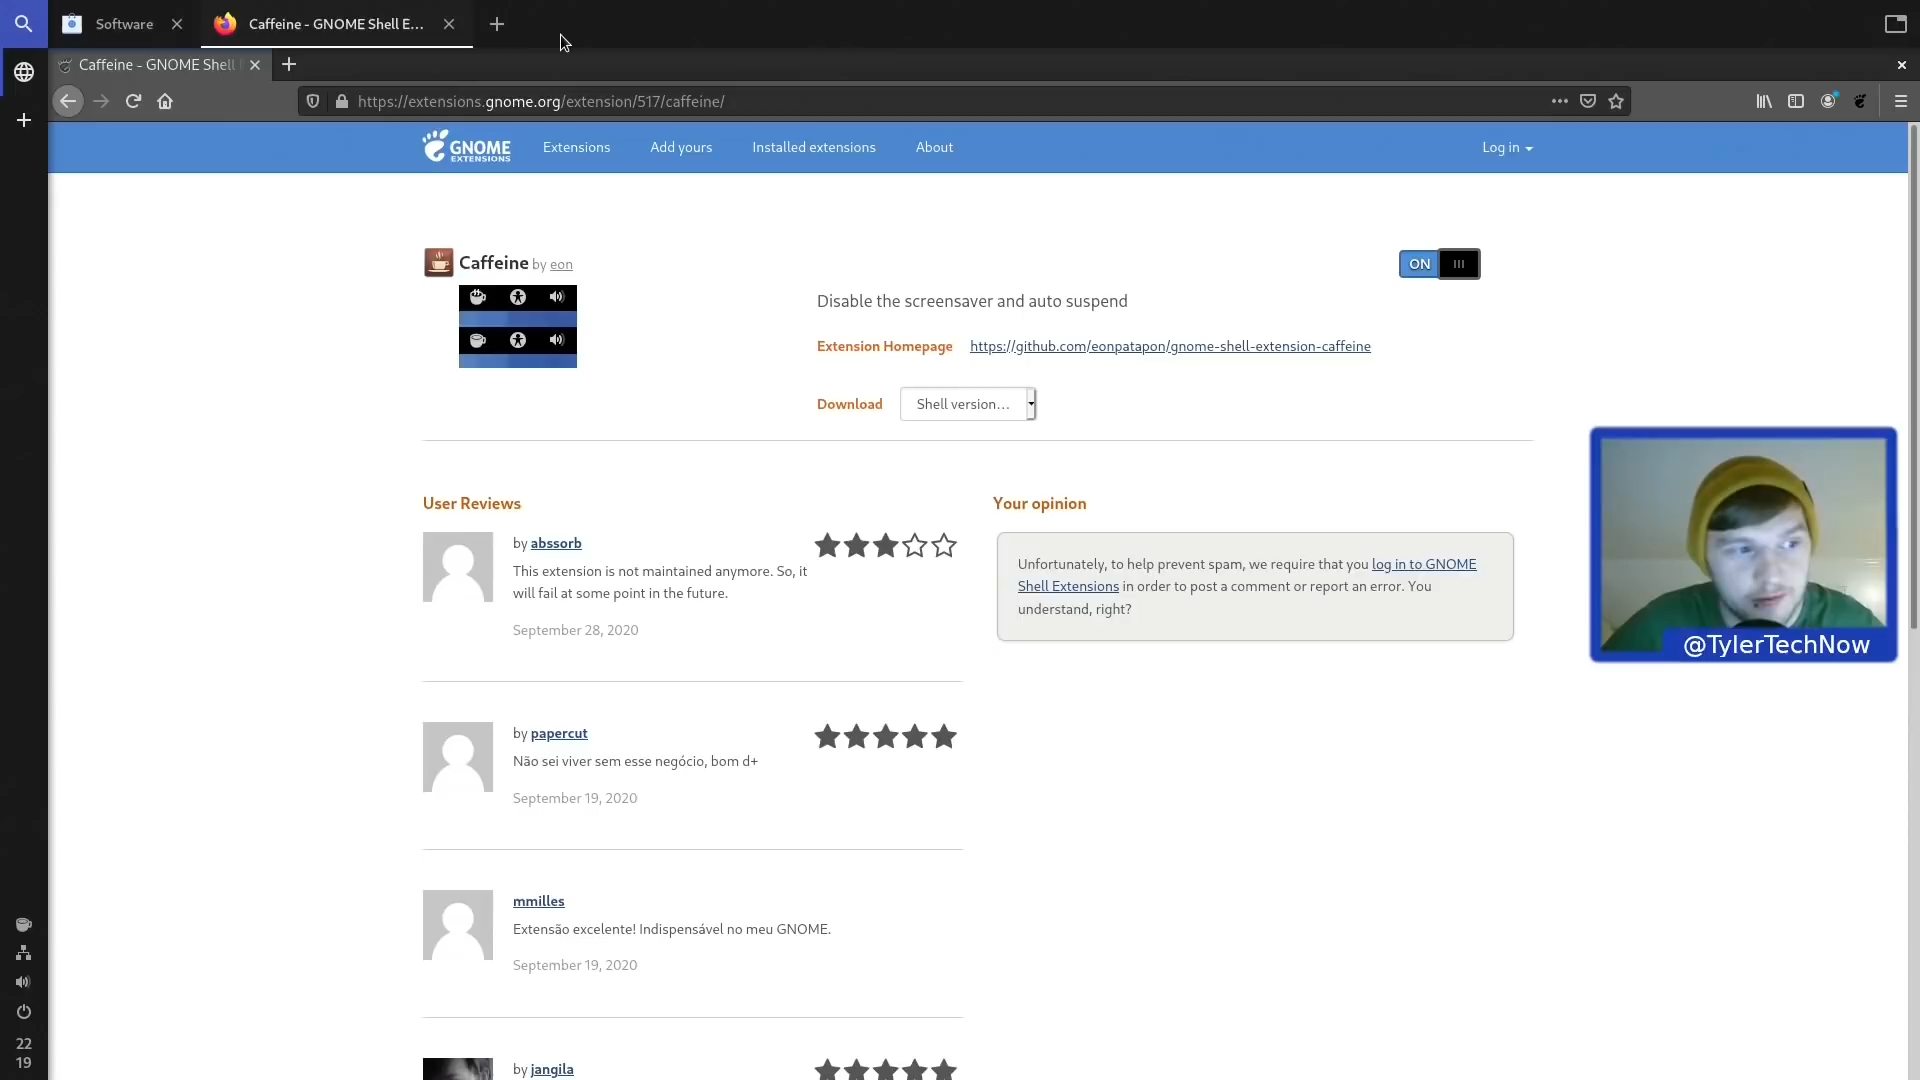 Software
Caffeine - GNOME Shell E...
Caffeine - GNOME Shell
https://extensions.gnome.org/extension/517/caffeine/
GNOME EXTENSIONS
Extensions
Add yours
Installed extensions
About
Log in
Caffeine by eon
ON
Disable the screensaver and auto suspend
Extension Homepage https://github.com/eonpatapon/gnome-shell-extension-caffeine
Download Shell version...
User Reviews
by abssorb
This extension is not maintained anymore. So, it
will fail at some point in the future.
September 28, 2020
by papercut
Não sei viver sem esse negócio, bom d+
September 19, 2020
mmilles
Extensão excelente! Indispensável no meu GNOME.
September 19, 2020
by jangila
Your opinion
Unfortunately, to help prevent spam, we require that you log in to GNOME
Shell Extensions in order to post a comment or report an error. You
understand, right?
@TylerTechNow
22
19